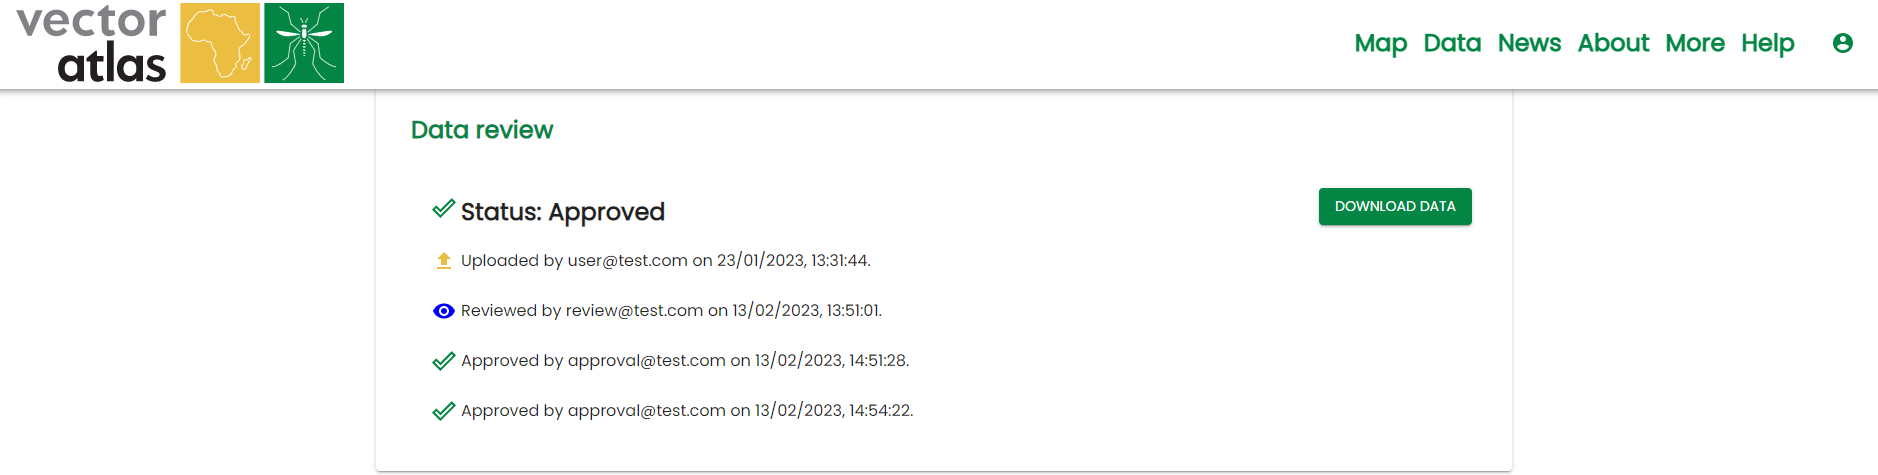 vector
atlas
Map Data News About More Help
Data review
Status: Approved
DOWNLOAD DATA
Uploaded by user@test.com on 23/01/2023, 13:31:44.
Reviewed by review@test.com on 13/02/2023, 13:51:01.
Approved by approval@test.com on 13/02/2023, 14:51:28.
Approved by approval@test.com on 13/02/2023, 14:54:22.